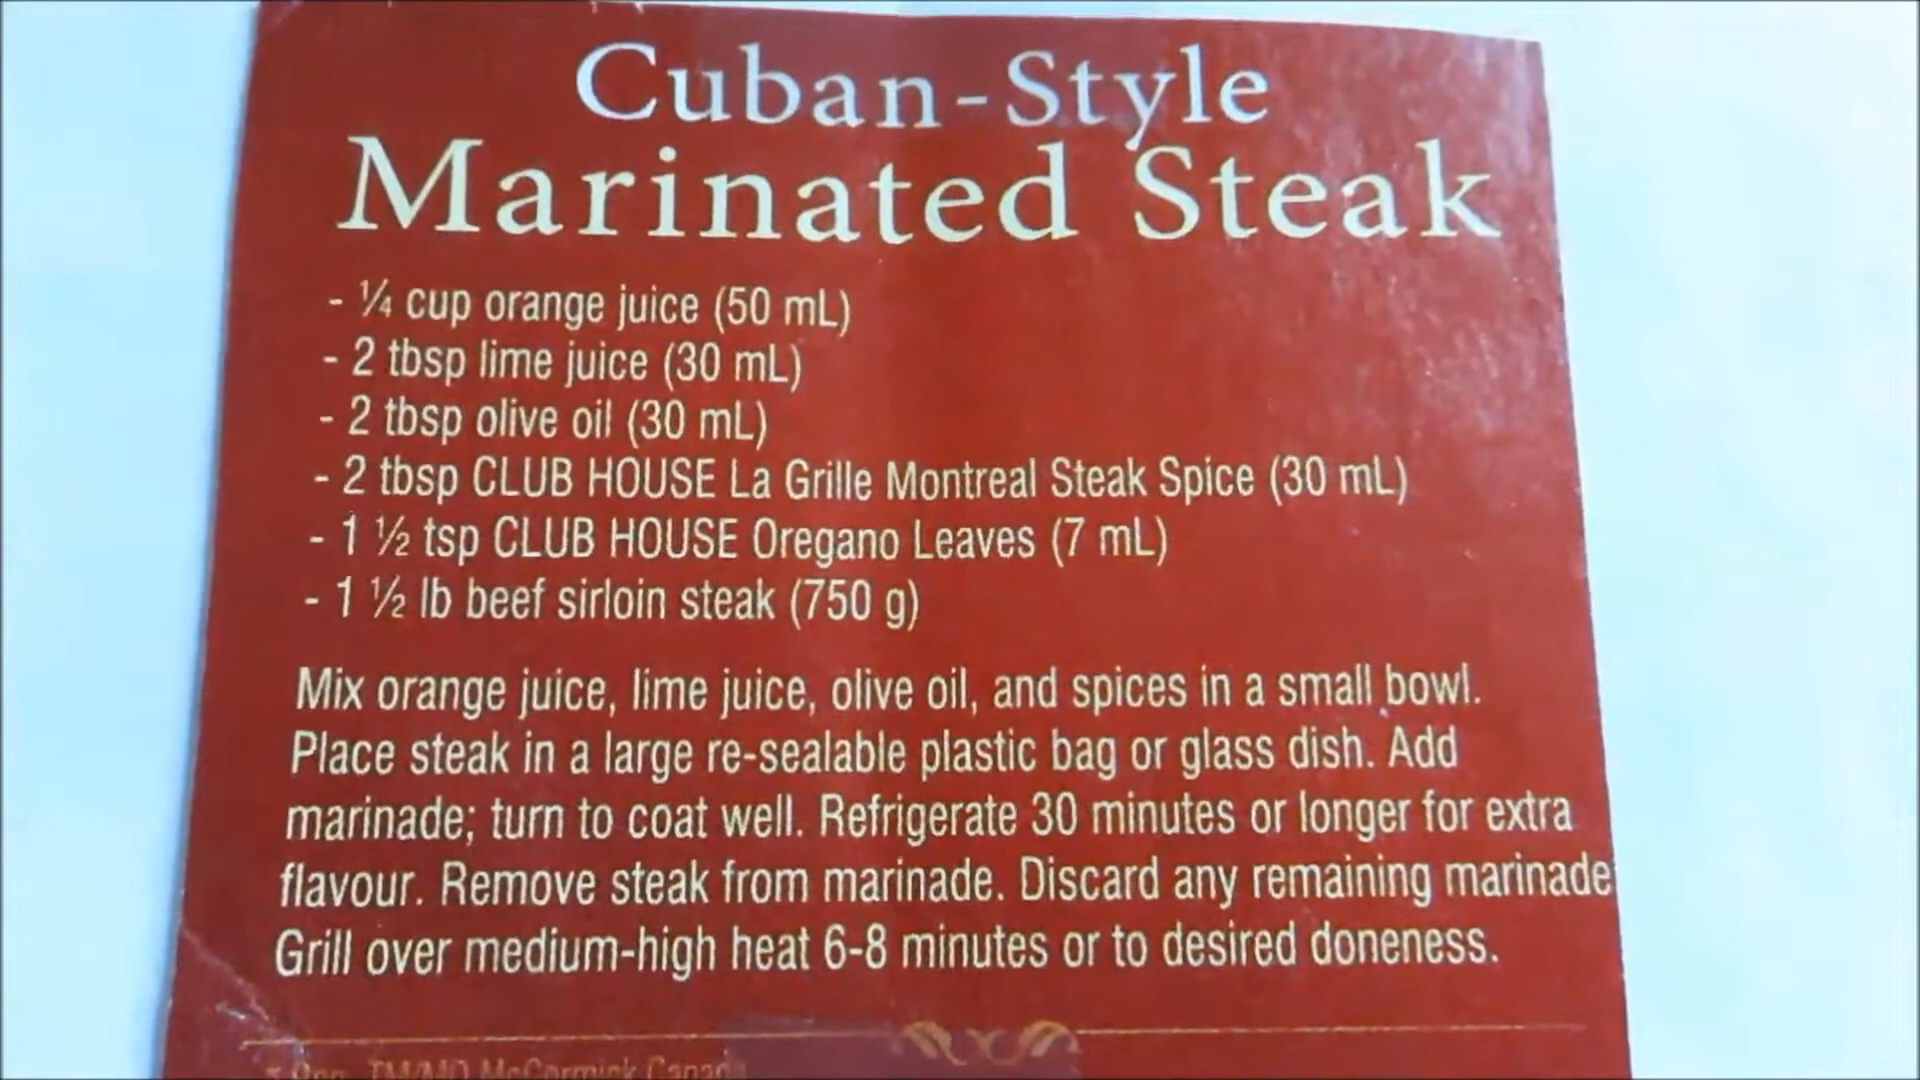 Cuban-Style
Marinated Steak
- ¼ cup orange juice (50 mL)
- 2 tbsp lime juice (30 mL)
- 2 tbsp olive oil (30 mL)
- 2 tbsp CLUB HOUSE La Grille Montreal Steak Spice (30 mL)
- 1 ½ tsp CLUB HOUSE Oregano Leaves (7 mL)
- 1 ½ lb beef sirloin steak (750 g)
Mix orange juice, lime juice, olive oil, and spices in a small bowl.
Place steak in a large re-sealable plastic bag or glass dish. Add
marinade; turn to coat well. Refrigerate 30 minutes or longer for extra
flavour. Remove steak from marinade. Discard any remaining marinade
Grill over medium-high heat 6-8 minutes or to desired doneness.
TM/MD McCormick Canada